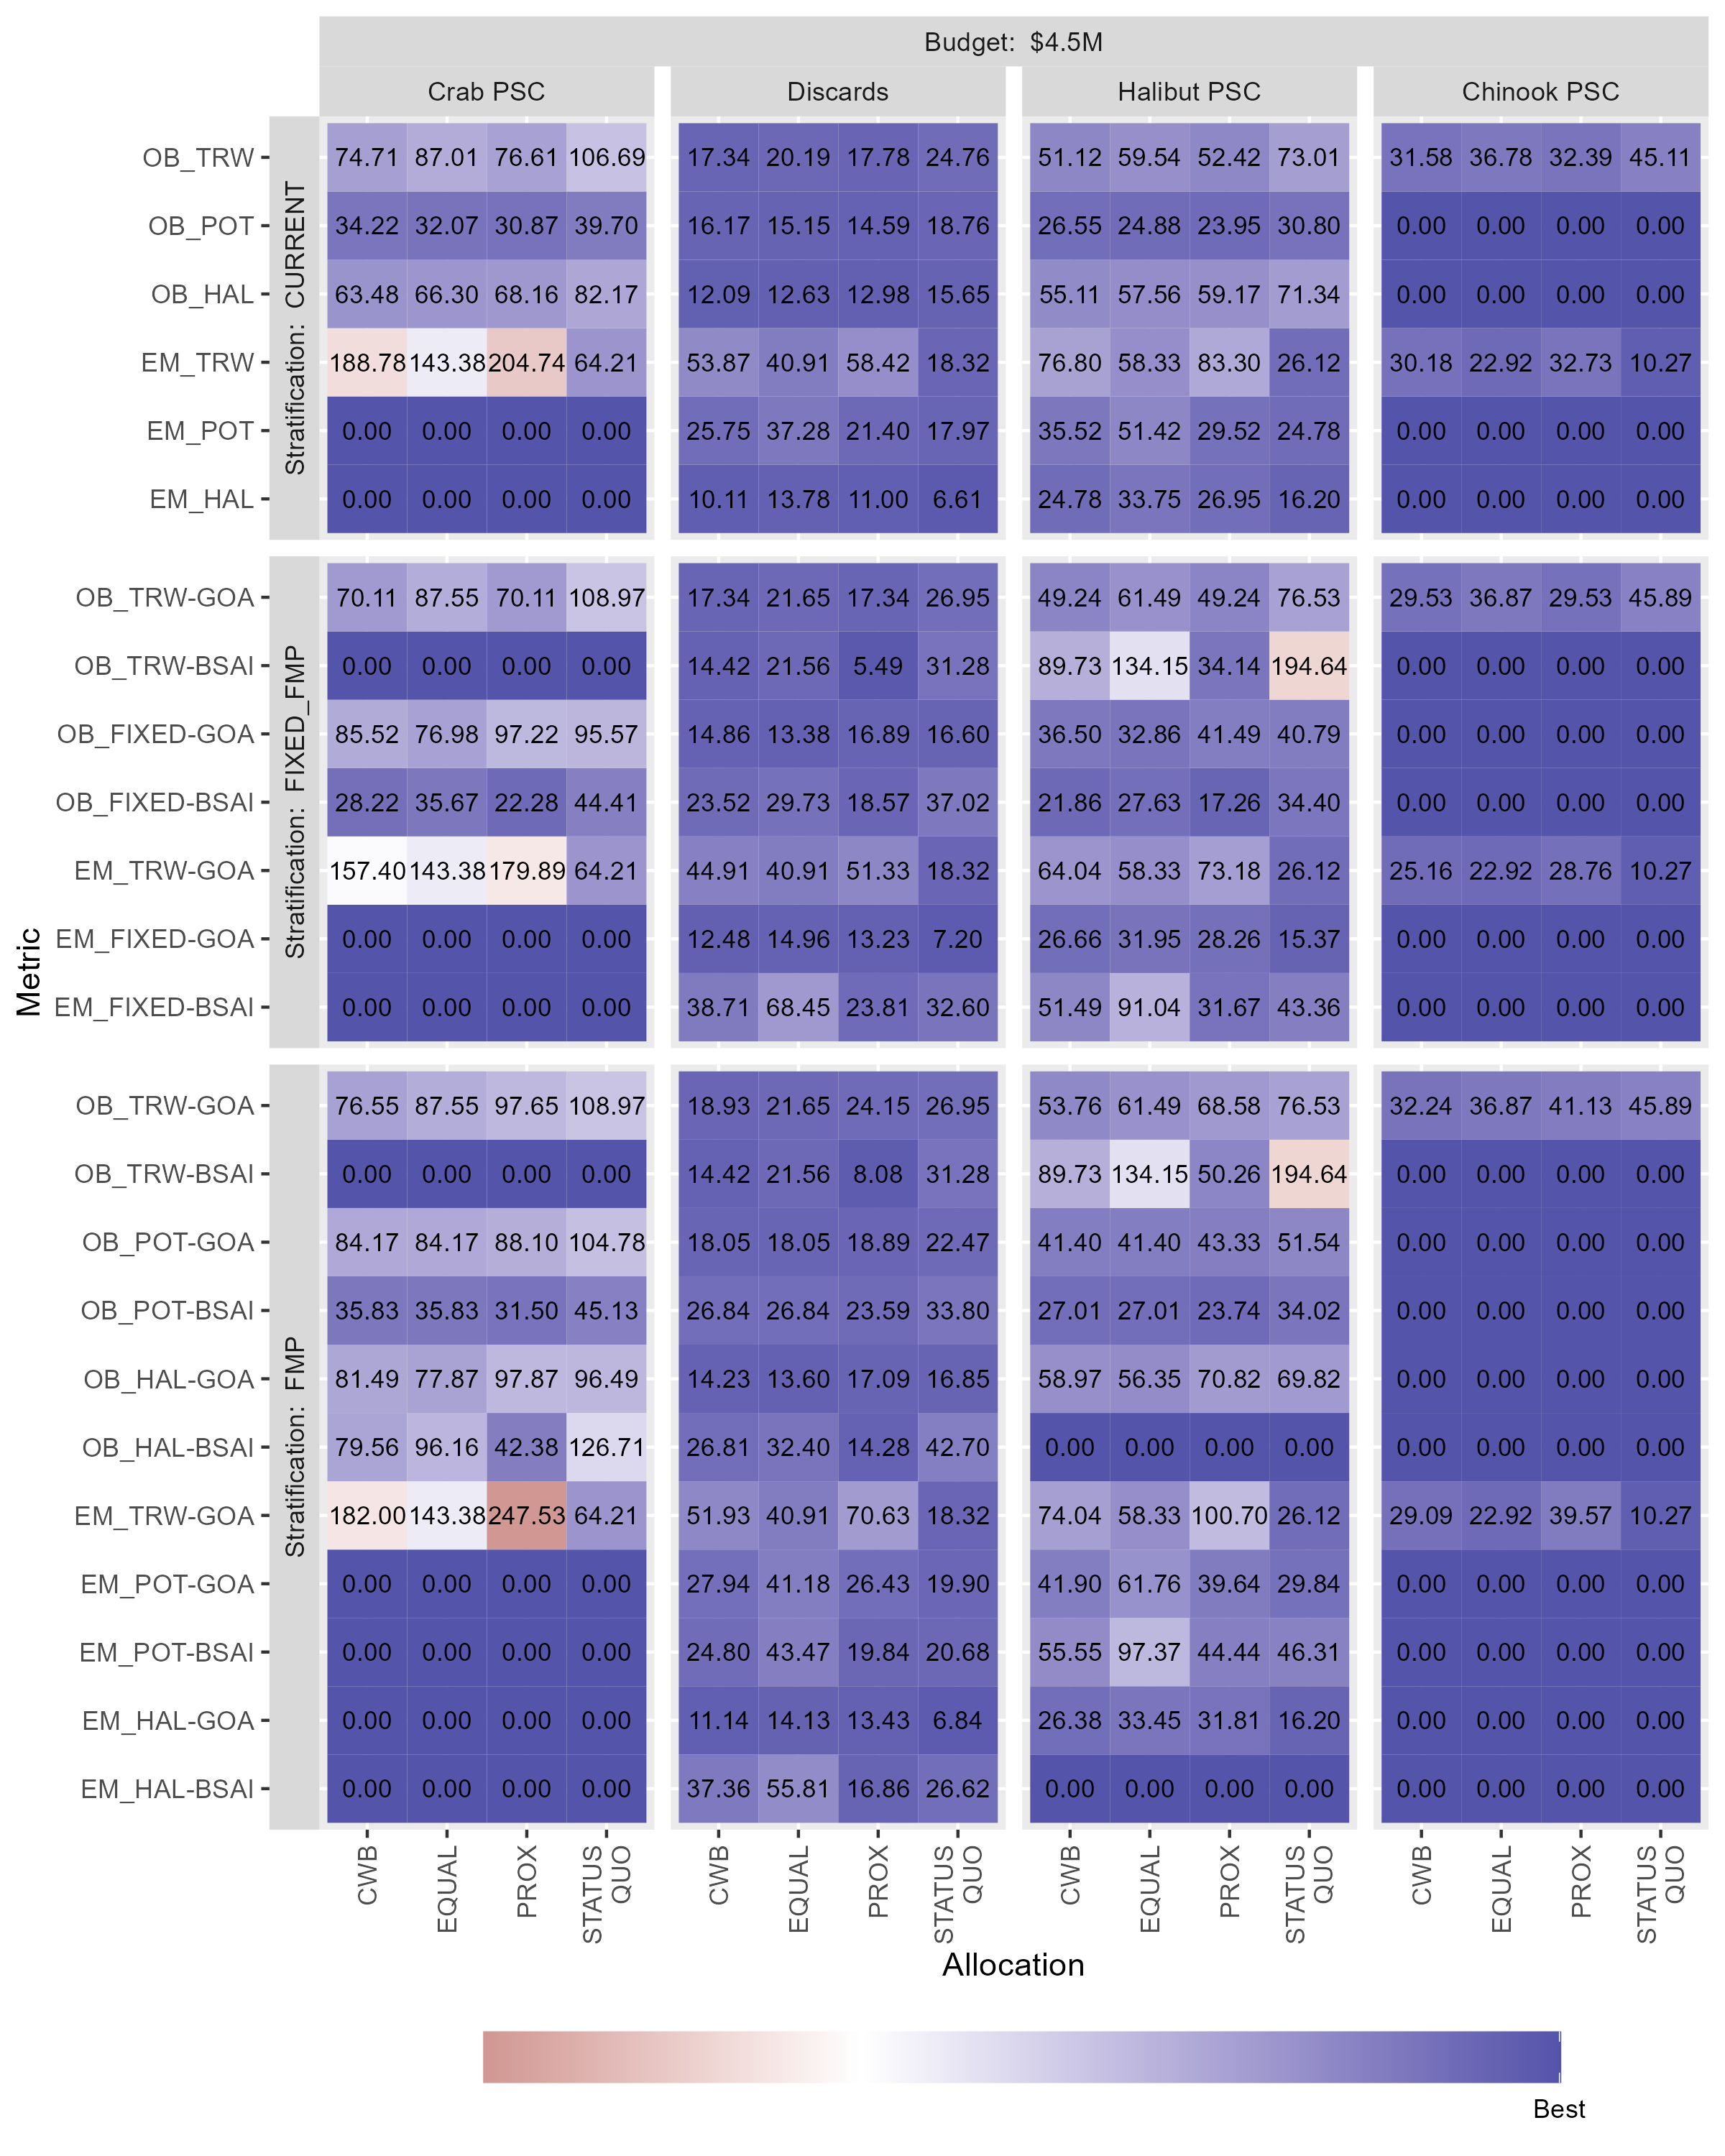 Budget:  $4.5M
Crab PSC Discards Halibut PSC Chinook PSC
Metric
Stratification:  CURRENT
OB_TRW 74.71 87.01 76.61 106.69 17.34 20.19 17.78 24.76 51.12 59.54 52.42 73.01 31.58 36.78 32.39 45.11
OB_POT 34.22 32.07 30.87 39.70 16.17 15.15 14.59 18.76 26.55 24.88 23.95 30.80 0.00 0.00 0.00 0.00
OB_HAL 63.48 66.30 68.16 82.17 12.09 12.63 12.98 15.65 55.11 57.56 59.17 71.34 0.00 0.00 0.00 0.00
EM_TRW 188.78 143.38 204.74 64.21 53.87 40.91 58.42 18.32 76.80 58.33 83.30 26.12 30.18 22.92 32.73 10.27
EM_POT 0.00 0.00 0.00 0.00 25.75 37.28 21.40 17.97 35.52 51.42 29.52 24.78 0.00 0.00 0.00 0.00
EM_HAL 0.00 0.00 0.00 0.00 10.11 13.78 11.00 6.61 24.78 33.75 26.95 16.20 0.00 0.00 0.00 0.00
Stratification:  FIXED_FMP
OB_TRW-GOA 70.11 87.55 70.11 108.97 17.34 21.65 17.34 26.95 49.24 61.49 49.24 76.53 29.53 36.87 29.53 45.89
OB_TRW-BSAI 0.00 0.00 0.00 0.00 14.42 21.56 5.49 31.28 89.73 134.15 34.14 194.64 0.00 0.00 0.00 0.00
OB_FIXED-GOA 85.52 76.98 97.22 95.57 14.86 13.38 16.89 16.60 36.50 32.86 41.49 40.79 0.00 0.00 0.00 0.00
OB_FIXED-BSAI 28.22 35.67 22.28 44.41 23.52 29.73 18.57 37.02 21.86 27.63 17.26 34.40 0.00 0.00 0.00 0.00
EM_TRW-GOA 157.40 143.38 179.89 64.21 44.91 40.91 51.33 18.32 64.04 58.33 73.18 26.12 25.16 22.92 28.76 10.27
EM_FIXED-GOA 0.00 0.00 0.00 0.00 12.48 14.96 13.23 7.20 26.66 31.95 28.26 15.37 0.00 0.00 0.00 0.00
EM_FIXED-BSAI 0.00 0.00 0.00 0.00 38.71 68.45 23.81 32.60 51.49 91.04 31.67 43.36 0.00 0.00 0.00 0.00
Stratification:  FMP
OB_TRW-GOA 76.55 87.55 97.65 108.97 18.93 21.65 24.15 26.95 53.76 61.49 68.58 76.53 32.24 36.87 41.13 45.89
OB_TRW-BSAI 0.00 0.00 0.00 0.00 14.42 21.56 8.08 31.28 89.73 134.15 50.26 194.64 0.00 0.00 0.00 0.00
OB_POT-GOA 84.17 84.17 88.10 104.78 18.05 18.05 18.89 22.47 41.40 41.40 43.33 51.54 0.00 0.00 0.00 0.00
OB_POT-BSAI 35.83 35.83 31.50 45.13 26.84 26.84 23.59 33.80 27.01 27.01 23.74 34.02 0.00 0.00 0.00 0.00
OB_HAL-GOA 81.49 77.87 97.87 96.49 14.23 13.60 17.09 16.85 58.97 56.35 70.82 69.82 0.00 0.00 0.00 0.00
OB_HAL-BSAI 79.56 96.16 42.38 126.71 26.81 32.40 14.28 42.70 0.00 0.00 0.00 0.00 0.00 0.00 0.00 0.00
EM_TRW-GOA 182.00 143.38 247.53 64.21 51.93 40.91 70.63 18.32 74.04 58.33 100.70 26.12 29.09 22.92 39.57 10.27
EM_POT-GOA 0.00 0.00 0.00 0.00 27.94 41.18 26.43 19.90 41.90 61.76 39.64 29.84 0.00 0.00 0.00 0.00
EM_POT-BSAI 0.00 0.00 0.00 0.00 24.80 43.47 19.84 20.68 55.55 97.37 44.44 46.31 0.00 0.00 0.00 0.00
EM_HAL-GOA 0.00 0.00 0.00 0.00 11.14 14.13 13.43 6.84 26.38 33.45 31.81 16.20 0.00 0.00 0.00 0.00
EM_HAL-BSAI 0.00 0.00 0.00 0.00 37.36 55.81 16.86 26.62 0.00 0.00 0.00 0.00 0.00 0.00 0.00 0.00
CWB EQUAL PROX STATUS QUO CWB EQUAL PROX STATUS QUO CWB EQUAL PROX STATUS QUO CWB EQUAL PROX STATUS QUO
Allocation
Best